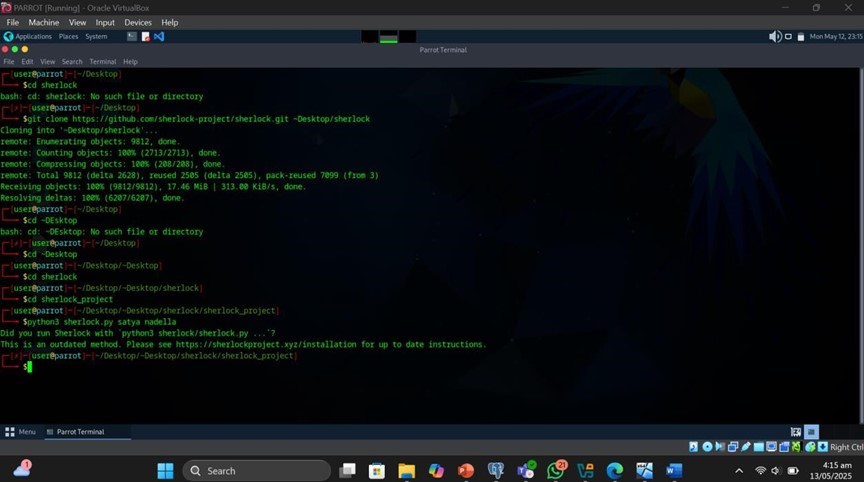 PARROT [Running] - Oracle VirtualBox
File Machine View Input Devices Help
Applications Places System
Mon May 12, 23:15
Parrot Terminal
File Edit View Search Terminal Help
┌─[user@parrot]─[~/Desktop]
└──╼ $cd sherlock
bash: cd: sherlock: No such file or directory
┌─[✗]─[user@parrot]─[~/Desktop]
└──╼ $git clone https://github.com/sherlock-project/sherlock.git ~Desktop/sherlock
Cloning into '~Desktop/sherlock'...
remote: Enumerating objects: 9812, done.
remote: Counting objects: 100% (2713/2713), done.
remote: Compressing objects: 100% (208/208), done.
remote: Total 9812 (delta 2628), reused 2505 (delta 2505), pack-reused 7099 (from 3)
Receiving objects: 100% (9812/9812), 17.46 MiB | 313.00 KiB/s, done.
Resolving deltas: 100% (6207/6207), done.
┌─[user@parrot]─[~/Desktop]
└──╼ $cd ~DEsktop
bash: cd: ~DEsktop: No such file or directory
┌─[✗]─[user@parrot]─[~/Desktop]
└──╼ $cd ~Desktop
┌─[user@parrot]─[~/Desktop/~Desktop]
└──╼ $cd sherlock
┌─[user@parrot]─[~/Desktop/~Desktop/sherlock]
└──╼ $cd sherlock_project
┌─[user@parrot]─[~/Desktop/~Desktop/sherlock/sherlock_project]
└──╼ $python3 sherlock.py satya nadella
Did you run Sherlock with `python3 sherlock/sherlock.py ...`?
This is an outdated method. Please see https://sherlockproject.xyz/installation for up to date instructions.
┌─[✗]─[user@parrot]─[~/Desktop/~Desktop/sherlock/sherlock_project]
└──╼ $
Menu Parrot Terminal
Right Ctrl
1 Search 21 4:15 am
13/05/2025